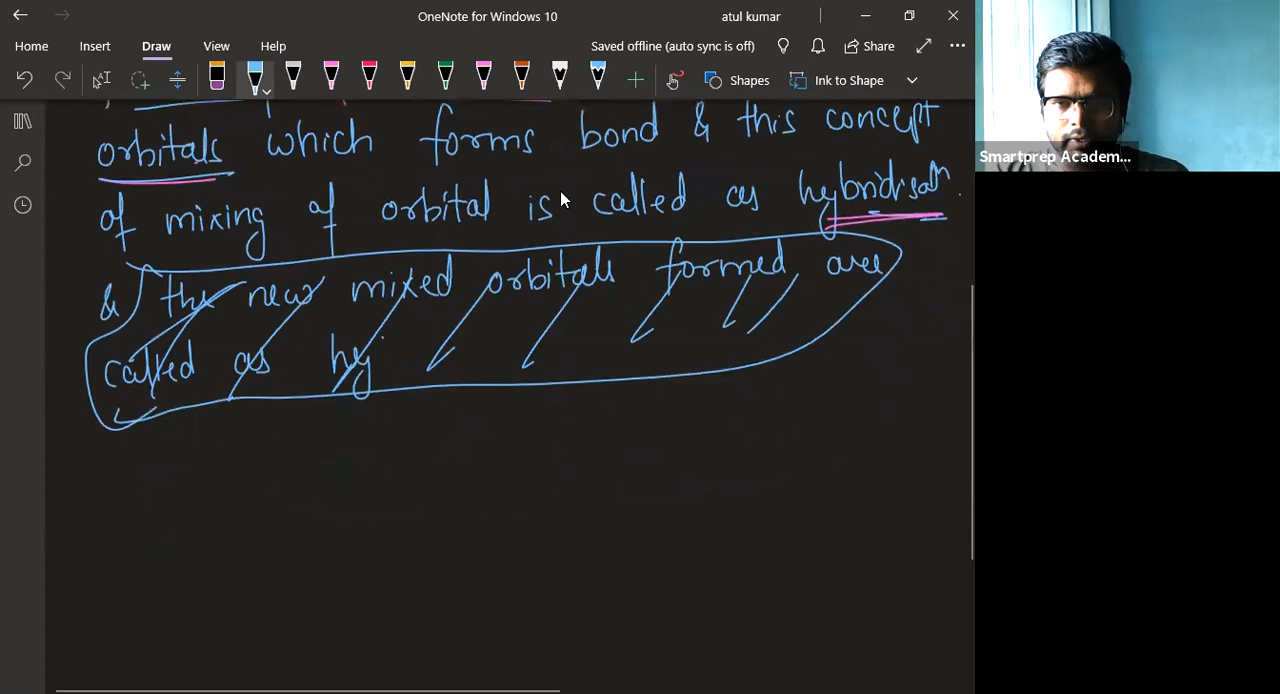 OneNote for Windows 10
atul kumar
Home Insert Draw View Help
Saved offline (auto sync is off)
Share
Shapes
Ink to Shape
Smartprep Academ...
orbitals which forms bond & this concept
of mixing of orbital is called as hybridisatn.
& the new mixed orbitals formed are
called as hy